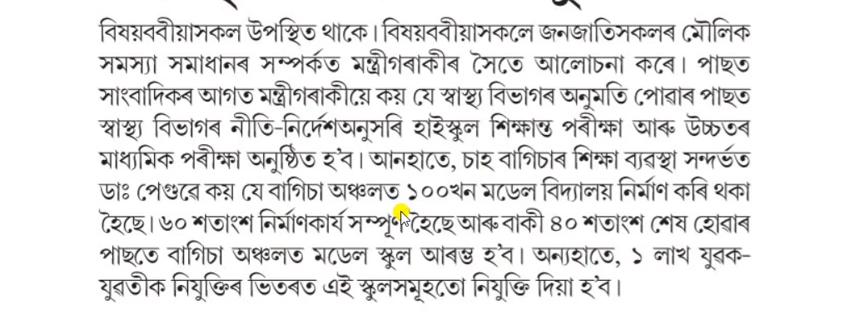 বিষয়ববীয়াসকল উপস্থিত থাকে। বিষয়ববীয়াসকলে জনজাতিসকলৰ মৌলিক
সমস্যা সমাধানৰ সম্পৰ্কত মন্ত্ৰীগৰাকীৰ সৈতে আলোচনা কৰে। পাছত
সাংবাদিকৰ আগত মন্ত্ৰীগৰাকীয়ে কয় যে স্বাস্থ্য বিভাগৰ অনুমতি পোৱাৰ পাছত
স্বাস্থ্য বিভাগৰ নীতি-নিৰ্দেশঅনুসৰি হাইস্কুল শিক্ষান্ত পৰীক্ষা আৰু উচ্চতৰ
মাধ্যমিক পৰীক্ষা অনুষ্ঠিত হ'ব। আনহাতে, চাহ বাগিচাৰ শিক্ষা ব্যৱস্থা সন্দৰ্ভত
ডাঃ পেগুৱে কয় যে বাগিচা অঞ্চলত ১০০খন মডেল বিদ্যালয় নিৰ্মাণ কৰি থকা
হৈছে। ৬০ শতাংশ নিৰ্মাণকাৰ্য সম্পূৰ্ণ হৈছে আৰু বাকী ৪০ শতাংশ শেষ হোৱাৰ
পাছতে বাগিচা অঞ্চলত মডেল স্কুল আৰম্ভ হ'ব। অন্যহাতে, ১ লাখ যুৱক-
যুৱতীক নিযুক্তিৰ ভিতৰত এই স্কুলসমূহতো নিযুক্তি দিয়া হ'ব।